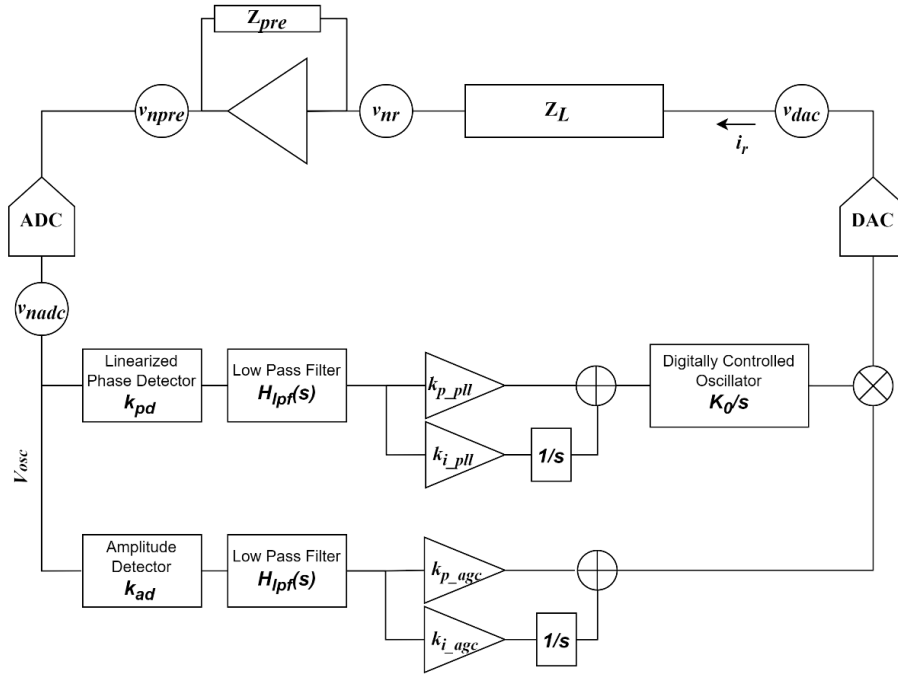 Z_pre
v_npre
v_nr
Z_L
v_dac
i_r
ADC
DAC
v_nadc
Linearized
Phase Detector
k_pd
Low Pass Filter
H_lpf(s)
k_p_pll
k_i_pll
1/s
Digitally Controlled
Oscillator
K_0/s
V_osc
Amplitude
Detector
k_ad
Low Pass Filter
H_lpf(s)
k_p_agc
k_i_agc
1/s